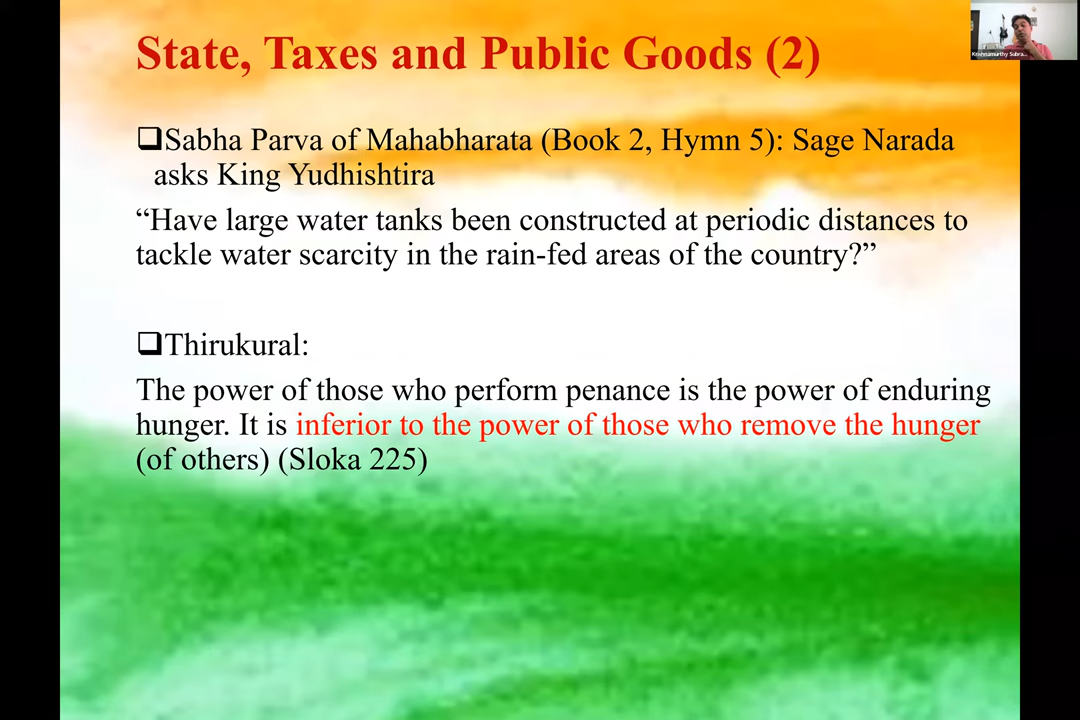 State, Taxes and Public Goods (2)
Krishnamurthy Subra...
❑Sabha Parva of Mahabharata (Book 2, Hymn 5): Sage Narada
asks King Yudhishtira
“Have large water tanks been constructed at periodic distances to
tackle water scarcity in the rain-fed areas of the country?”
❑Thirukural:
The power of those who perform penance is the power of enduring
hunger. It is inferior to the power of those who remove the hunger
(of others) (Sloka 225)